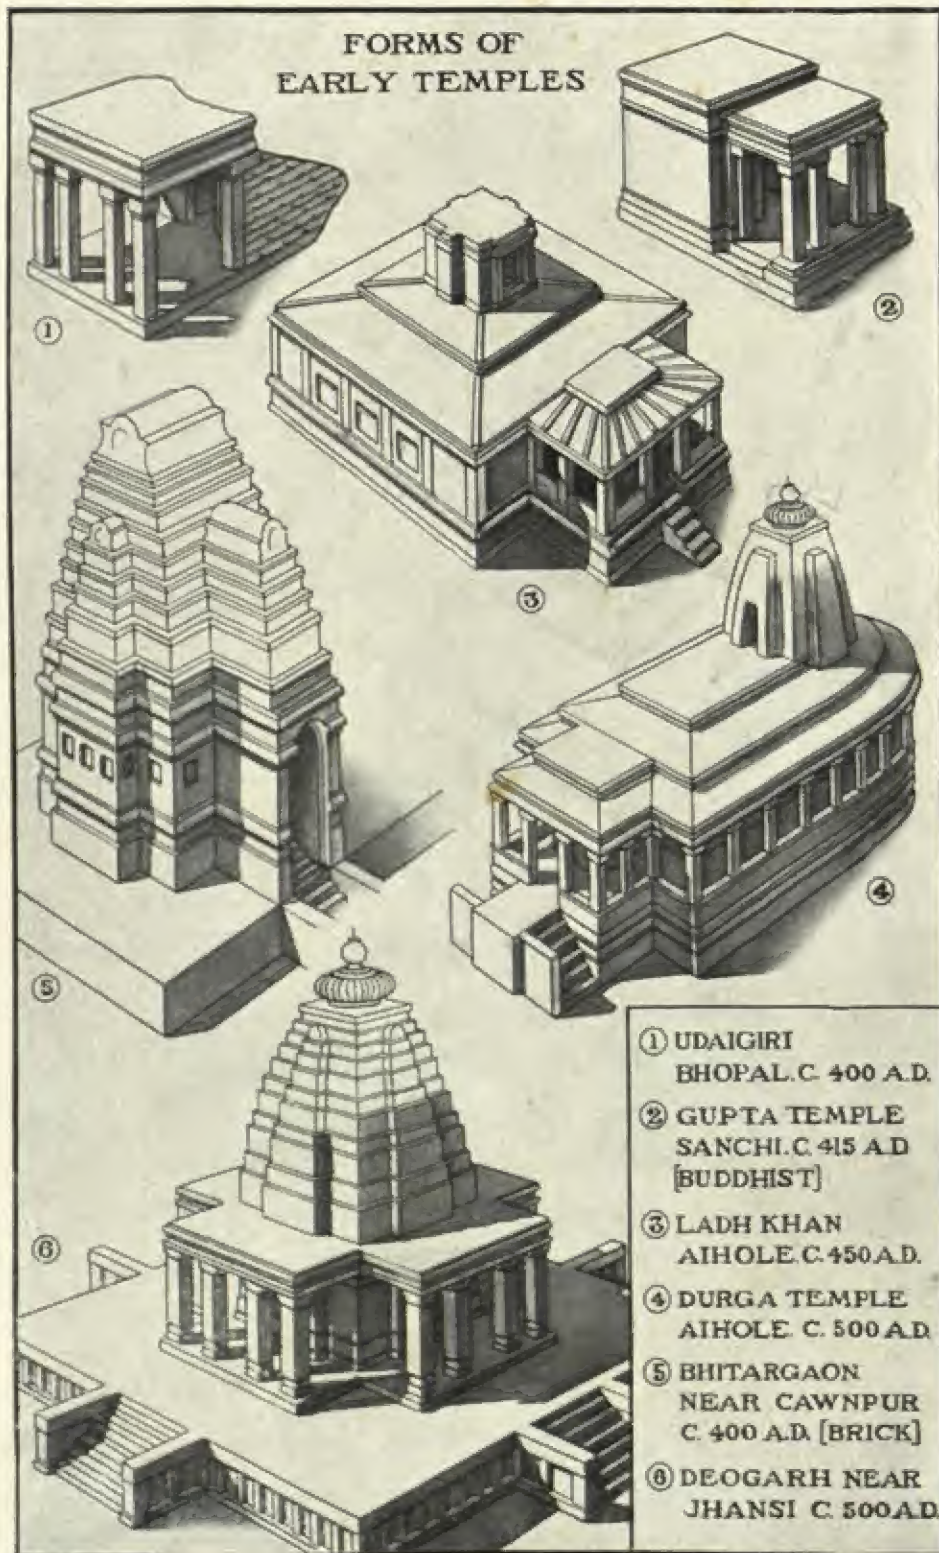 FORMS OF
EARLY TEMPLES
①
②
③
④
⑤
⑥
① UDAIGIRI
BHOPAL. C. 400 A.D.
② GUPTA TEMPLE
SANCHI. C. 415 A.D
[BUDDHIST]
③ LADH KHAN
AIHOLE. C. 450 A.D.
④ DURGA TEMPLE
AIHOLE. C. 500 A.D.
⑤ BHITARGAON
NEAR CAWNPUR
C. 400 A.D. [BRICK]
⑥ DEOGARH NEAR
JHANSI C. 500 A.D.